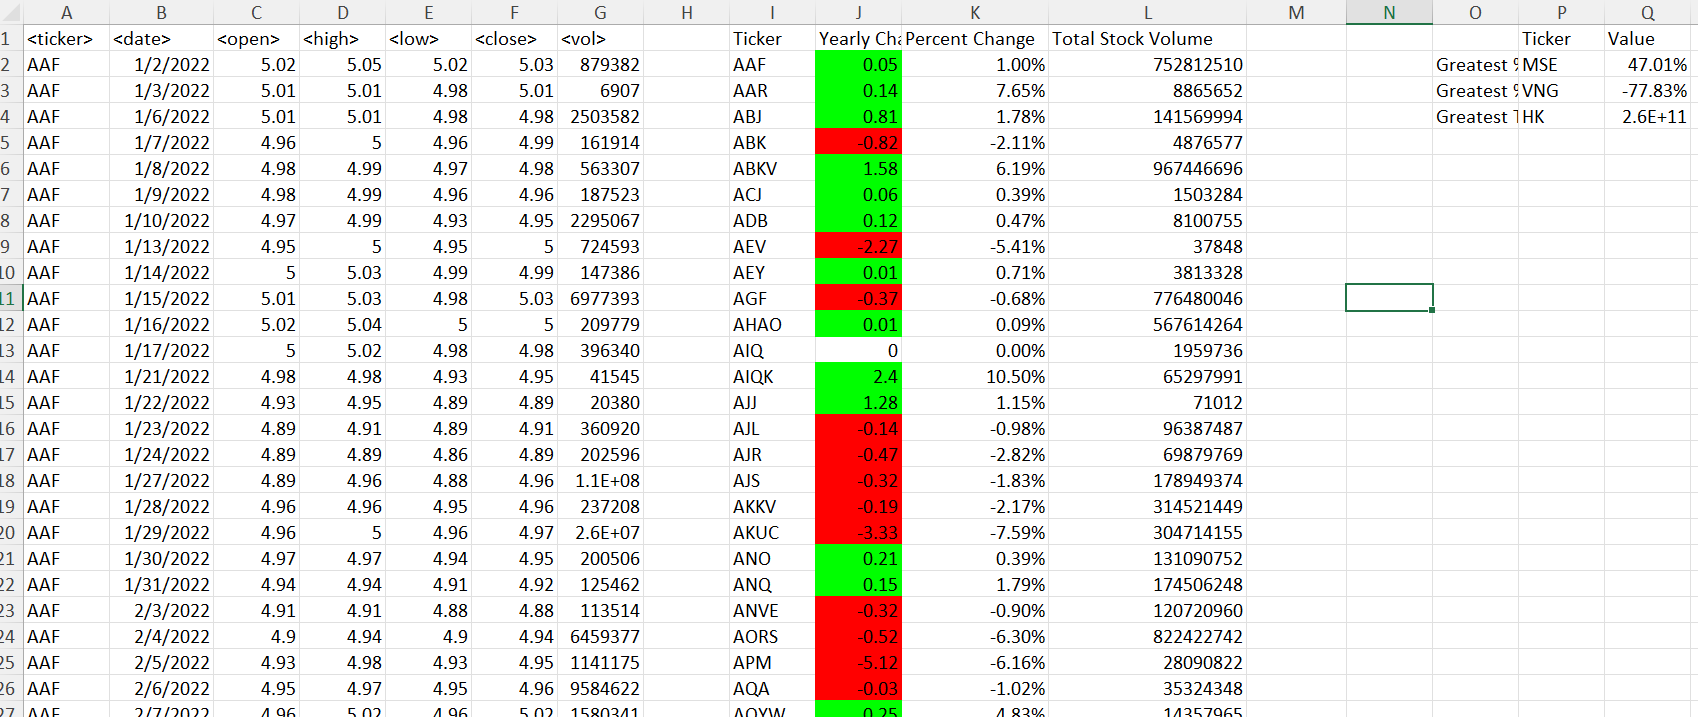 A B C D E F G H I J K L M N O P Q
1 <ticker> <date> <open> <high> <low> <close> <vol> Ticker Yearly Cha Percent Change Total Stock Volume Ticker Value
2 AAF 1/2/2022 5.02 5.05 5.02 5.03 879382 AAF 0.05 1.00% 752812510 Greatest % MSE 47.01%
3 AAF 1/3/2022 5.01 5.01 4.98 5.01 6907 AAR 0.14 7.65% 8865652 Greatest % VNG -77.83%
4 AAF 1/6/2022 5.01 5.01 4.98 4.98 2503582 ABJ 0.81 1.78% 141569994 Greatest T HK 2.6E+11
5 AAF 1/7/2022 4.96 5 4.96 4.99 161914 ABK -0.82 -2.11% 4876577
6 AAF 1/8/2022 4.98 4.99 4.97 4.98 563307 ABKV 1.58 6.19% 967446696
7 AAF 1/9/2022 4.98 4.99 4.96 4.96 187523 ACJ 0.06 0.39% 1503284
8 AAF 1/10/2022 4.97 4.99 4.93 4.95 2295067 ADB 0.12 0.47% 8100755
9 AAF 1/13/2022 4.95 5 4.95 5 724593 AEV -2.27 -5.41% 37848
10 AAF 1/14/2022 5 5.03 4.99 4.99 147386 AEY 0.01 0.71% 3813328
11 AAF 1/15/2022 5.01 5.03 4.98 5.03 6977393 AGF -0.37 -0.68% 776480046
12 AAF 1/16/2022 5.02 5.04 5 5 209779 AHAO 0.01 0.09% 567614264
13 AAF 1/17/2022 5 5.02 4.98 4.98 396340 AIQ 0 0.00% 1959736
14 AAF 1/21/2022 4.98 4.98 4.93 4.95 41545 AIQK 2.4 10.50% 65297991
15 AAF 1/22/2022 4.93 4.95 4.89 4.89 20380 AJJ 1.28 1.15% 71012
16 AAF 1/23/2022 4.89 4.91 4.89 4.91 360920 AJL -0.14 -0.98% 96387487
17 AAF 1/24/2022 4.89 4.89 4.86 4.89 202596 AJR -0.47 -2.82% 69879769
18 AAF 1/27/2022 4.89 4.96 4.88 4.96 1.1E+08 AJS -0.32 -1.83% 178949374
19 AAF 1/28/2022 4.96 4.96 4.95 4.96 237208 AKKV -0.19 -2.17% 314521449
20 AAF 1/29/2022 4.96 5 4.96 4.97 2.6E+07 AKUC -3.33 -7.59% 304714155
21 AAF 1/30/2022 4.97 4.97 4.94 4.95 200506 ANO 0.21 0.39% 131090752
22 AAF 1/31/2022 4.94 4.94 4.91 4.92 125462 ANQ 0.15 1.79% 174506248
23 AAF 2/3/2022 4.91 4.91 4.88 4.88 113514 ANVE -0.32 -0.90% 120720960
24 AAF 2/4/2022 4.9 4.94 4.9 4.94 6459377 AORS -0.52 -6.30% 822422742
25 AAF 2/5/2022 4.93 4.98 4.93 4.95 1141175 APM -5.12 -6.16% 28090822
26 AAF 2/6/2022 4.95 4.97 4.95 4.96 9584622 AQA -0.03 -1.02% 35324348
27 AAF 2/7/2022 4.96 5.02 4.96 5.02 1580341 AQYW 0.25 4.83% 14357965